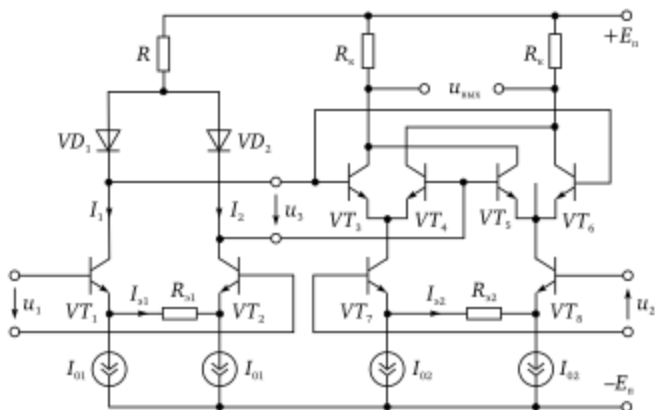 +Eп
R
Rк
Rк
uвых
VD1
VD2
I1
I2
u3
VT3
VT4
VT5
VT6
u1
VT1
Iэ1
Rэ1
VT2
VT7
Iэ2
Rэ2
VT8
u2
I01
I01
I02
I02
−Eп